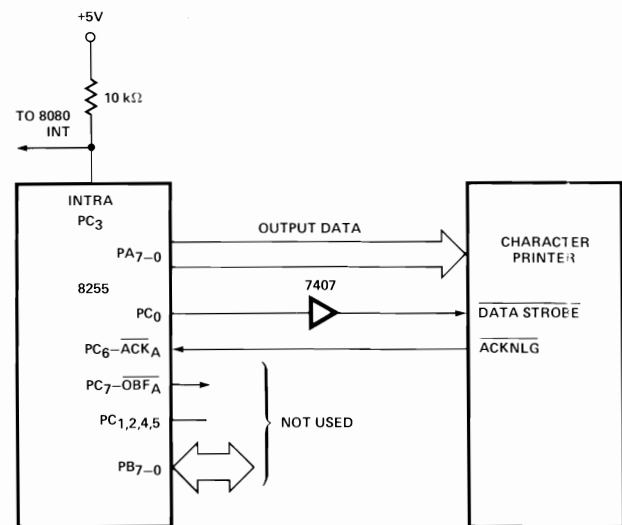 +5V
10 kΩ
TO 8080
INT
INTRA
PC3
OUTPUT DATA
PA7–0
CHARACTER
PRINTER
8255
7407
PC0
DATA STROBE
PC6–ACKA
ACKNLG
PC7–OBFA
PC1,2,4,5
NOT USED
PB7–0